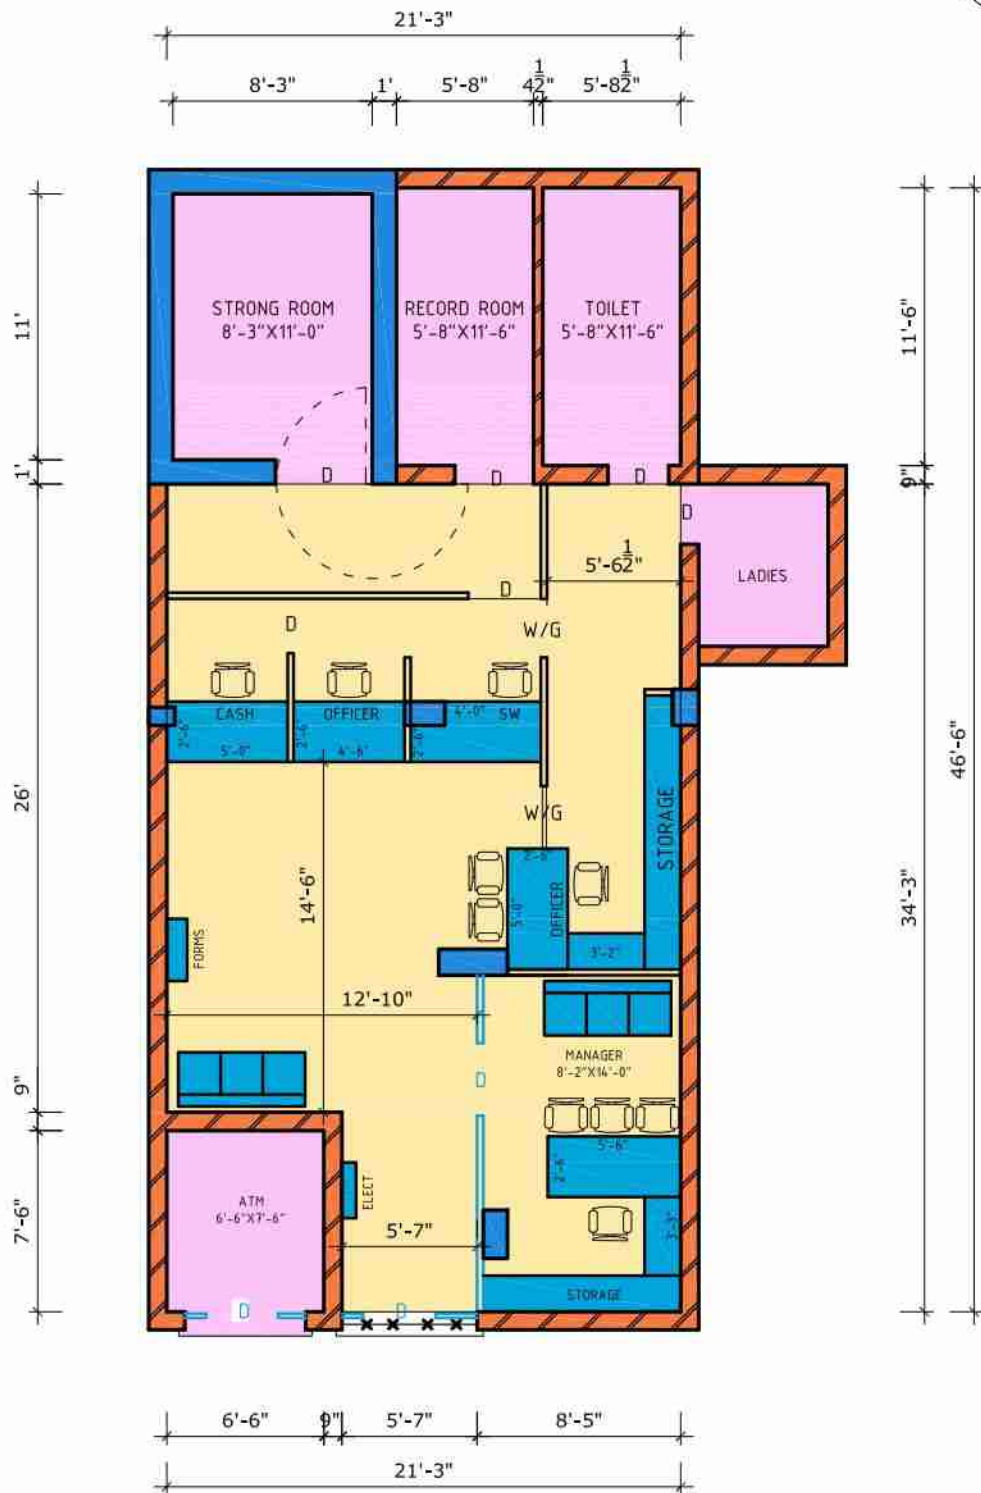 21'-3"
8'-3"
1'
5'-8"
4½"
5'-8½"
STRONG ROOM
8'-3"X11'-0"
RECORD ROOM
5'-8"X11'-6"
TOILET
5'-8"X11'-6"
11'
11'-6"
1'
9"
D
D
D
D
LADIES
5'-6½"
D
D
W/G
CASH
5'-0"
2'-6"
OFFICER
4'-6"
2'-6"
4'-0"
SW
2'-6"
46'-6"
26'
W/G
STORAGE
14'-6"
2'-6"
5'-0"
OFFICER
3'-2"
34'-3"
FORMS
12'-10"
MANAGER
8'-2"X14'-0"
D
9"
5'-6"
2'-6"
ATM
6'-6"X7'-6"
ELECT
7'-6"
5'-7"
3'-3"
STORAGE
D
D
6'-6"
9"
5'-7"
8'-5"
21'-3"